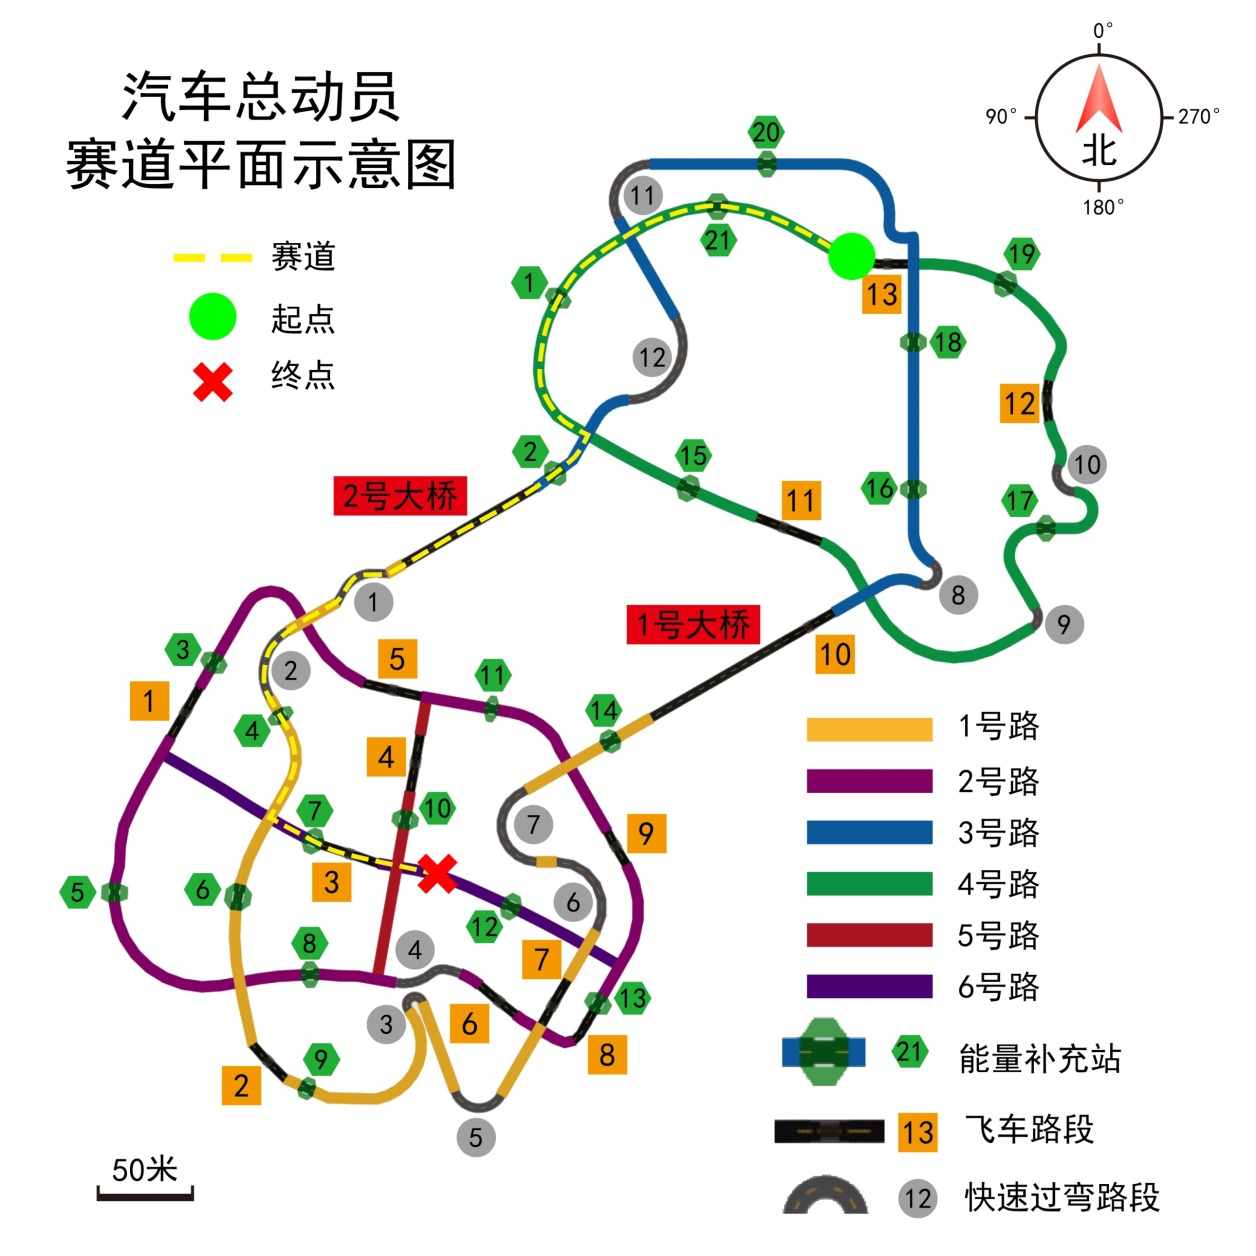 汽车总动员
赛道平面示意图
赛道
起点
终点
0°
90°
270°
北
180°
20
11
21
19
1
13
18
12
12
2
15
10
2号大桥
11
16
17
1
8
1号大桥
9
3
5
2
10
1
11
4
14
4
7
10
7
9
3
5
6
6
12
8
4
7
13
3
6
8
9
2
5
50米
1号路
2号路
3号路
4号路
5号路
6号路
21
能量补充站
13
飞车路段
12
快速过弯路段